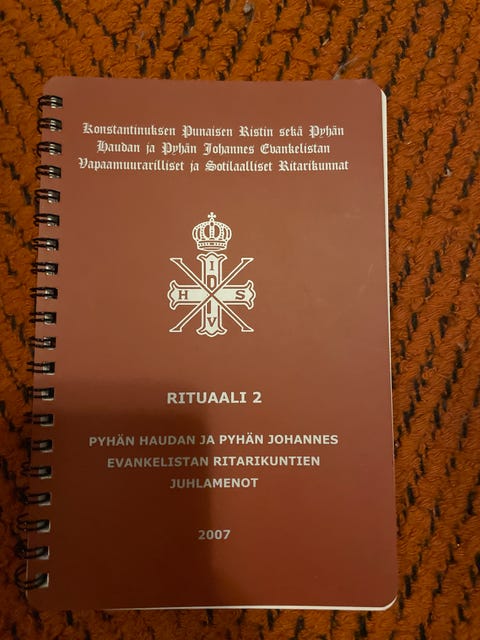 Konstantinuksen Punaisen Ristin sekä Pyhän
Haudan ja Pyhän Johannes Evankelistan
Vapaamuurarilliset ja Sotilaalliset Ritarikunnat
I
H S
V
RITUAALI 2
PYHÄN HAUDAN JA PYHÄN JOHANNES
EVANKELISTAN RITARIKUNTIEN
JUHLAMENOT
2007